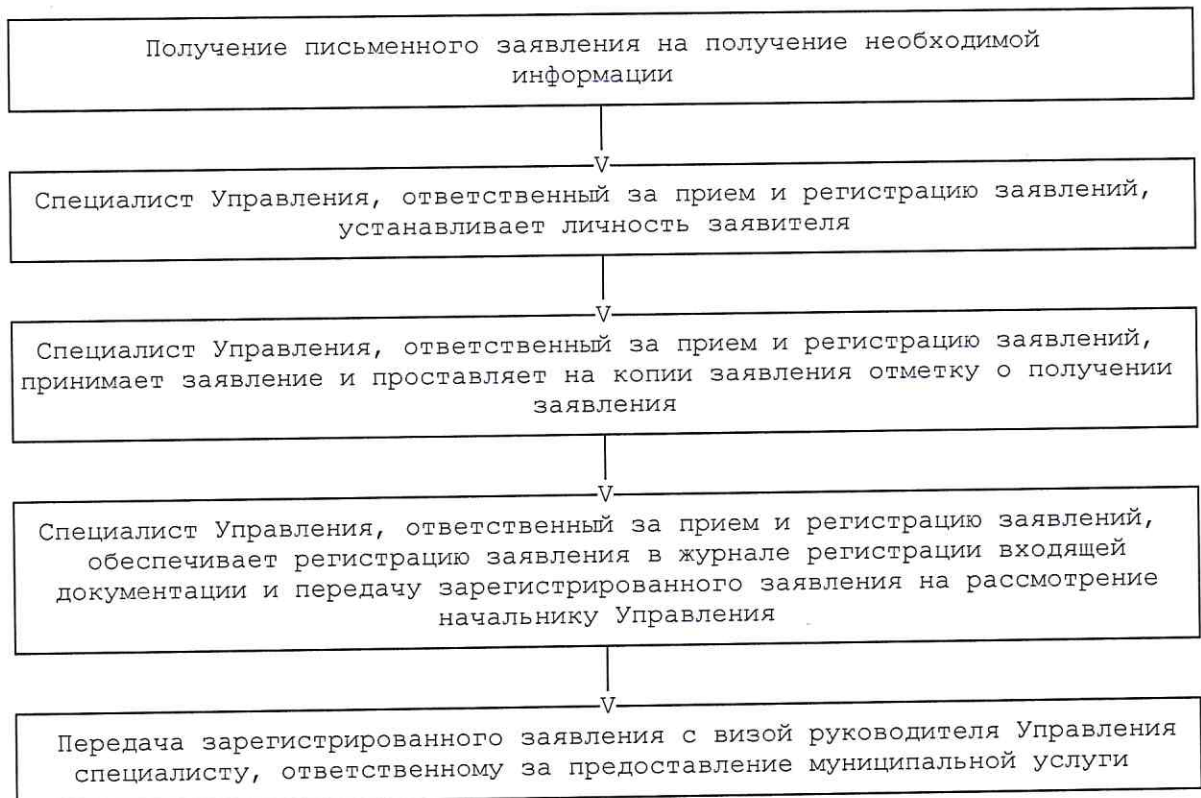 Получение письменного заявления на получение необходимой
информации
V
Специалист Управления, ответственный за прием и регистрацию заявлений,
устанавливает личность заявителя
V
Специалист Управления, ответственный за прием и регистрацию заявлений,
принимает заявление и проставляет на копии заявления отметку о получении
заявления
V
Специалист Управления, ответственный за прием и регистрацию заявлений,
обеспечивает регистрацию заявления в журнале регистрации входящей
документации и передачу зарегистрированного заявления на рассмотрение
начальнику Управления
V
Передача зарегистрированного заявления с визой руководителя Управления
специалисту, ответственному за предоставление муниципальной услуги